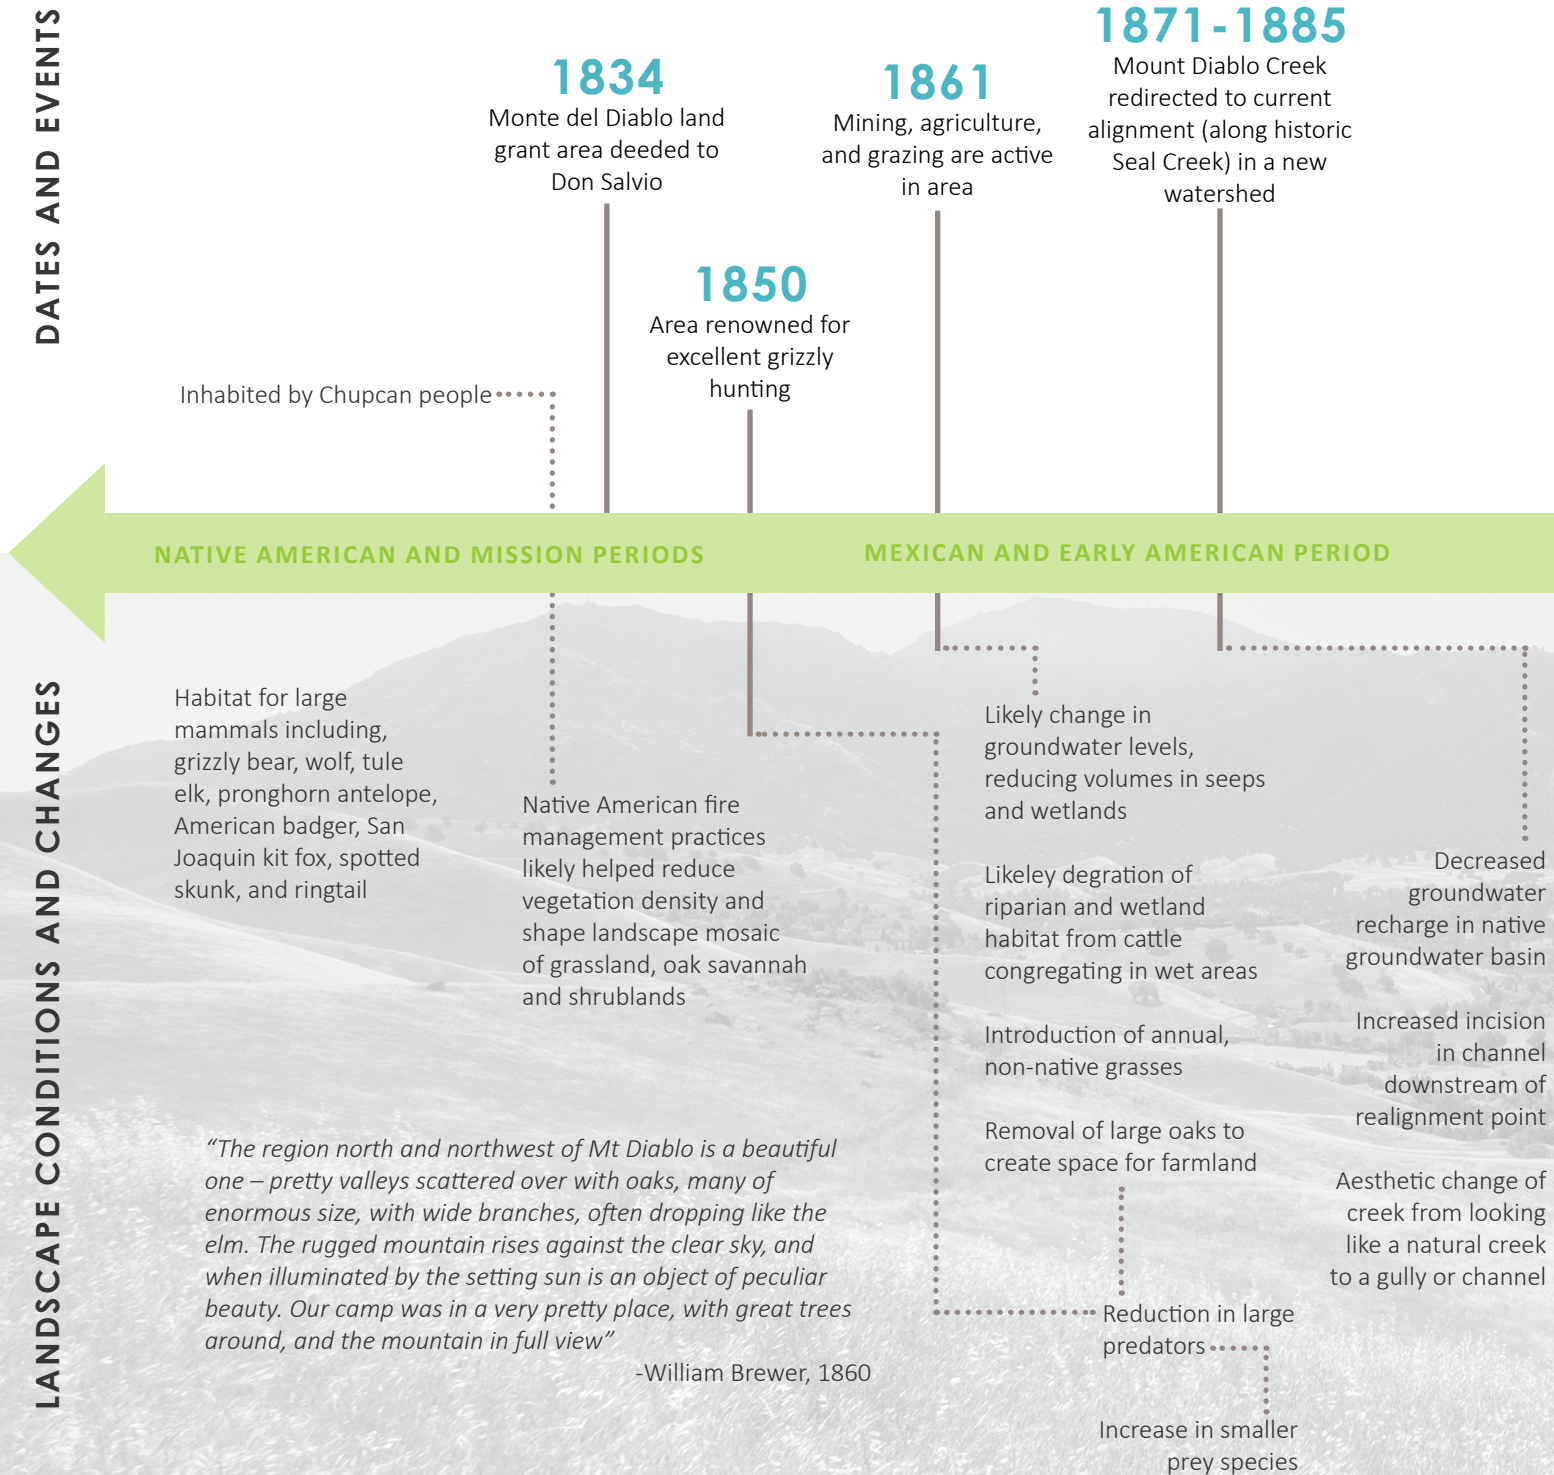 DATES AND EVENTS
1834
Monte del Diablo land
grant area deeded to
Don Salvio
1861
Mining, agriculture,
and grazing are active
in area
1871-1885
Mount Diablo Creek
redirected to current
alignment (along historic
Seal Creek) in a new
watershed
1850
Area renowned for
excellent grizzly
hunting
Inhabited by Chupcan people
NATIVE AMERICAN AND MISSION PERIODS
MEXICAN AND EARLY AMERICAN PERIOD
LANDSCAPE CONDITIONS AND CHANGES
Habitat for large
mammals including,
grizzly bear, wolf, tule
elk, pronghorn antelope,
American badger, San
Joaquin kit fox, spotted
skunk, and ringtail
Native American fire
management practices
likely helped reduce
vegetation density and
shape landscape mosaic
of grassland, oak savannah
and shrublands
Likely change in
groundwater levels,
reducing volumes in seeps
and wetlands
Likeley degration of
riparian and wetland
habitat from cattle
congregating in wet areas
Introduction of annual,
non-native grasses
Removal of large oaks to
create space for farmland
Decreased
groundwater
recharge in native
groundwater basin
Increased incision
in channel
downstream of
realignment point
Aesthetic change of
creek from looking
like a natural creek
to a gully or channel
“The region north and northwest of Mt Diablo is a beautiful
one – pretty valleys scattered over with oaks, many of
enormous size, with wide branches, often dropping like the
elm. The rugged mountain rises against the clear sky, and
when illuminated by the setting sun is an object of peculiar
beauty. Our camp was in a very pretty place, with great trees
around, and the mountain in full view”
-William Brewer, 1860
Reduction in large
predators
Increase in smaller
prey species